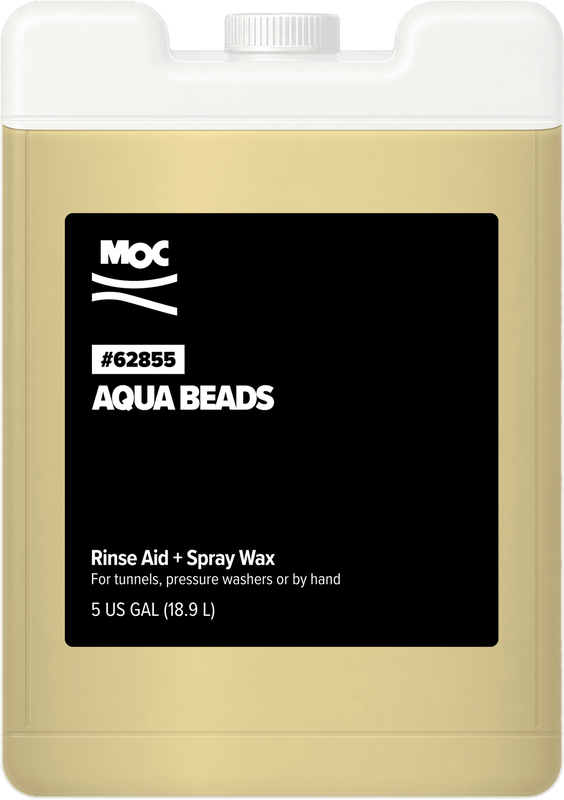 MOC
#62855
AQUA BEADS
Rinse Aid + Spray Wax
For tunnels, pressure washers or by hand
5 US GAL (18.9 L)